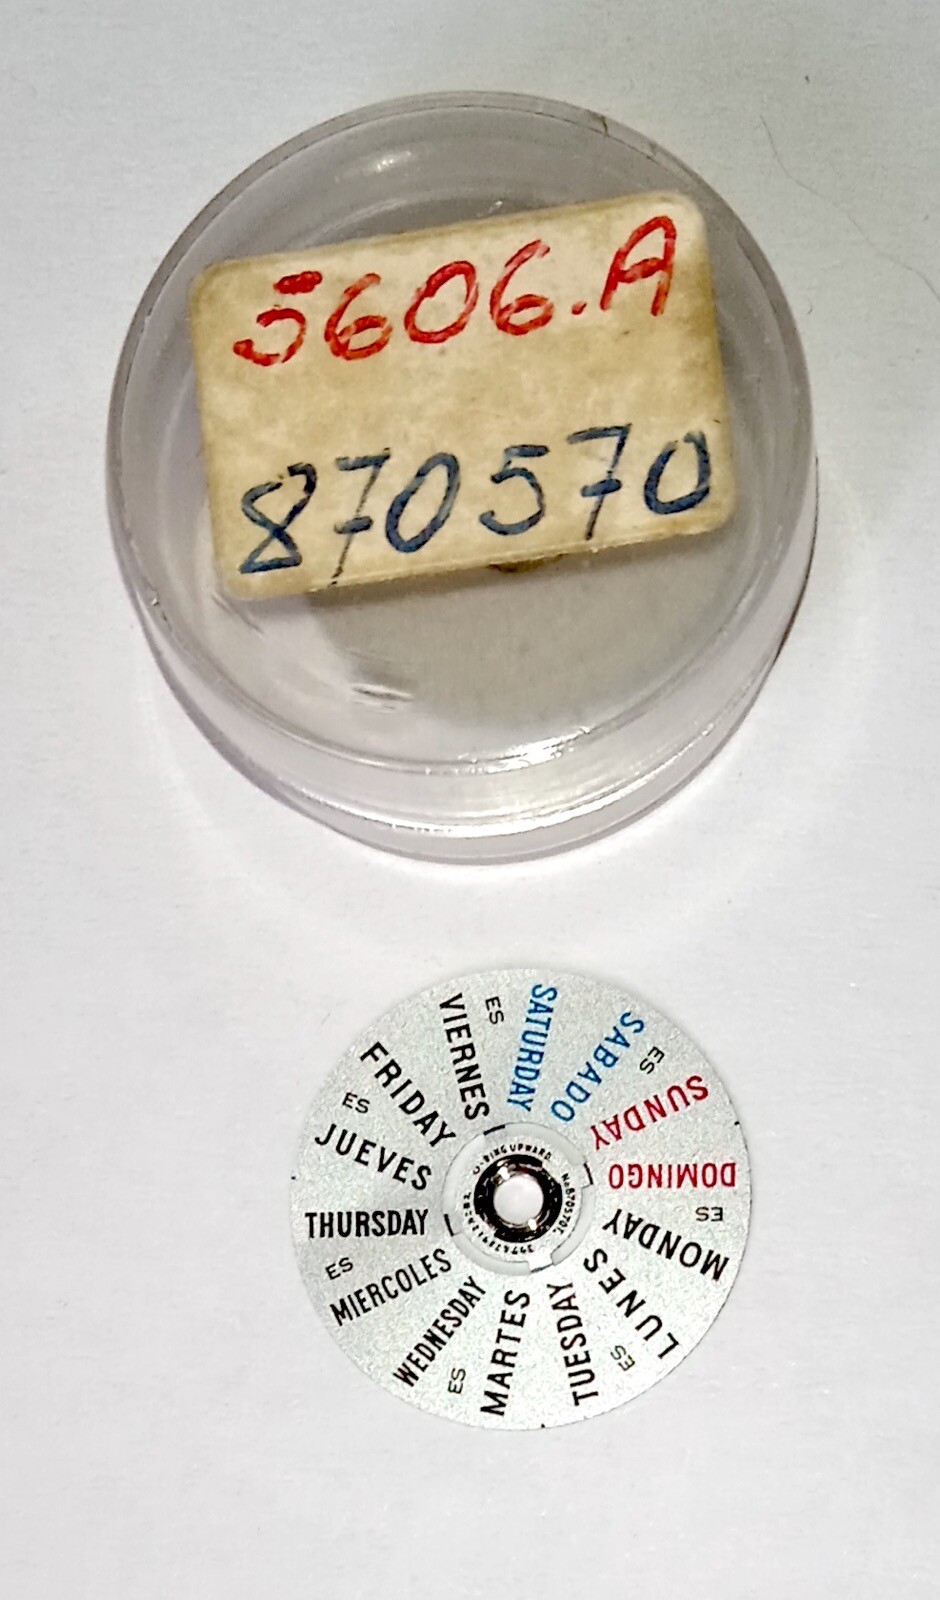 5606.A
870570
SATURDAY
SABADO
ES
SUNDAY
DOMINGO
ES
MONDAY
LUNES
ES
TUESDAY
MARTES
ES
WEDNESDAY
MIERCOLES
ES
THURSDAY
JUEVES
ES
FRIDAY
VIERNES
ES
UPWARD